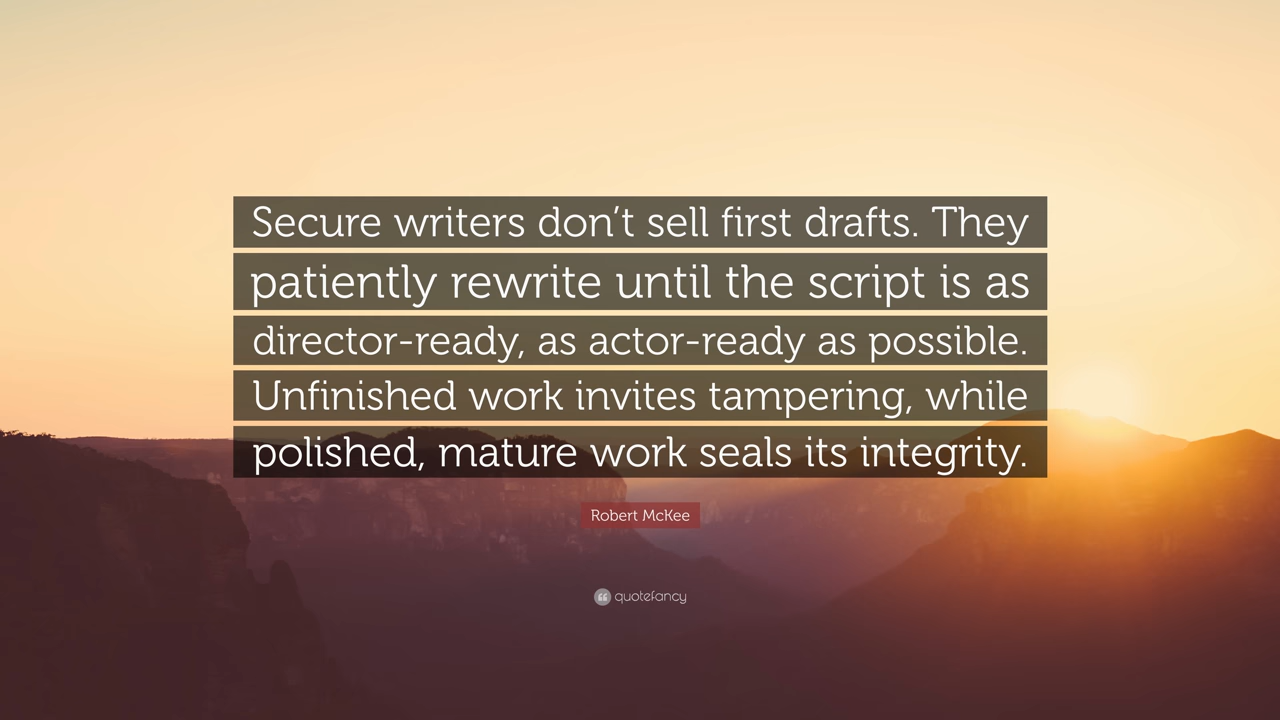 Secure writers don’t sell first drafts. They
patiently rewrite until the script is as
director-ready, as actor-ready as possible.
Unfinished work invites tampering, while
polished, mature work seals its integrity.
Robert McKee
quotefancy